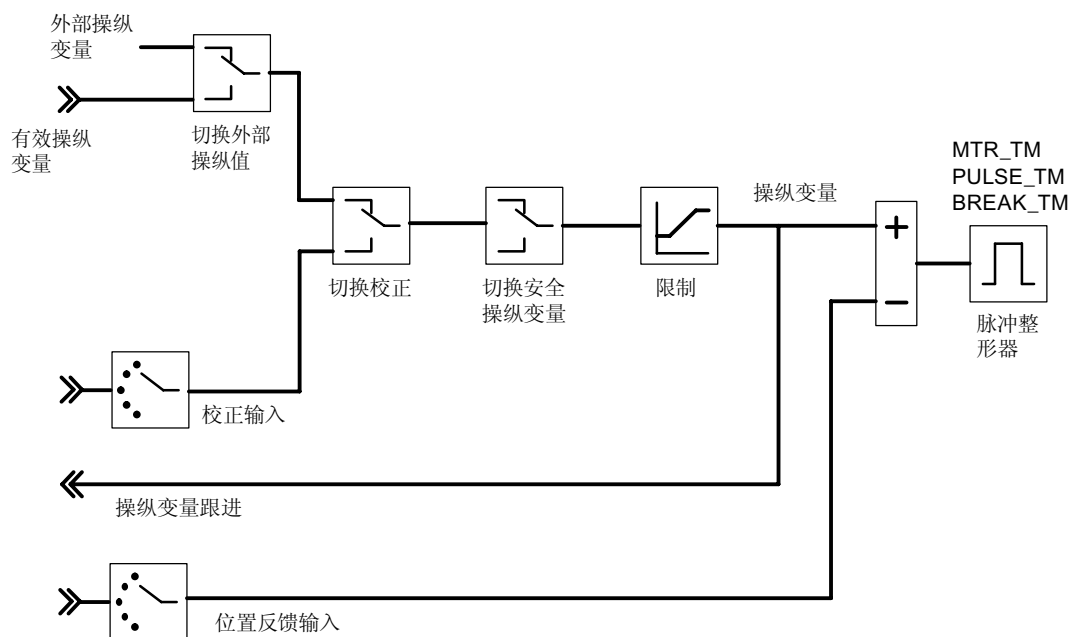 外部操纵
变量
有效操纵
变量
切换外部
操纵值
切换校正
切换安全
操纵变量
限制
操纵变量
MTR_TM
PULSE_TM
BREAK_TM
脉冲整
形器
校正输入
操纵变量跟进
位置反馈输入